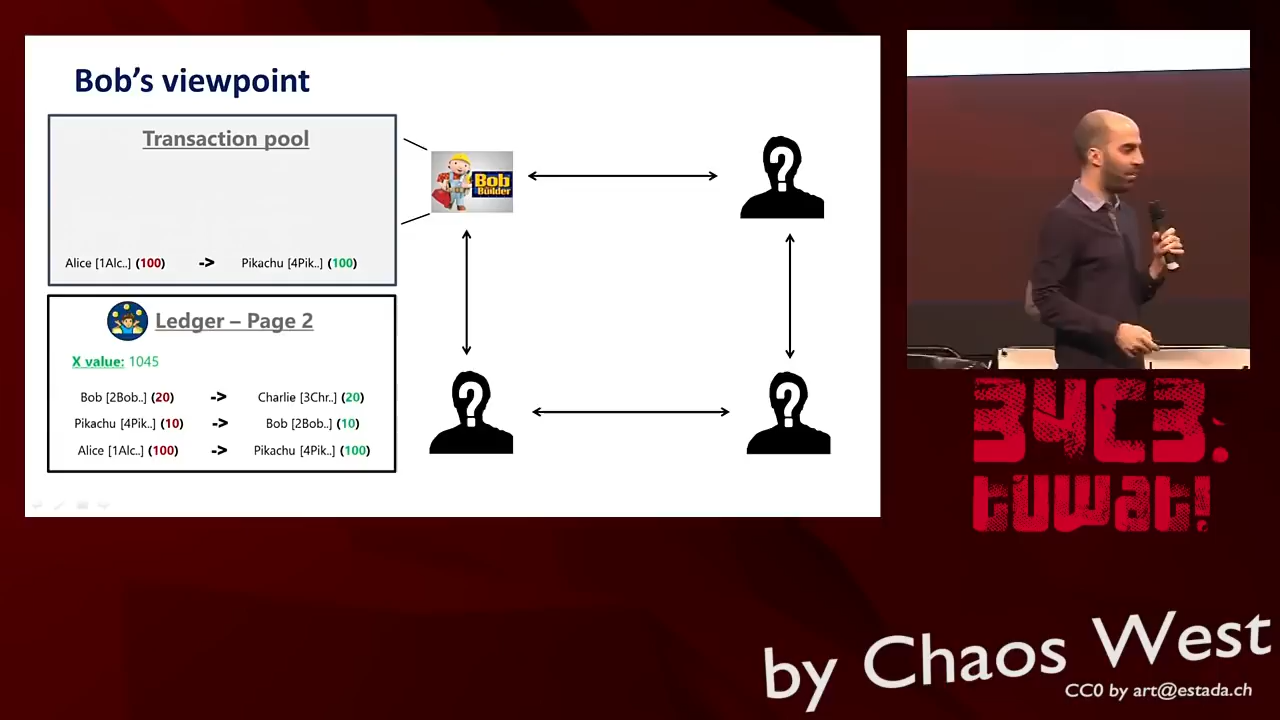 Bob's viewpoint
Transaction pool
Alice [1Alc..] (100) -> Pikachu [4Pik..] (100)
Bob
the
Builder
Ledger – Page 2
X value: 1045
Bob [2Bob..] (20) -> Charlie [3Chr..] (20)
Pikachu [4Pik..] (10) -> Bob [2Bob..] (10)
Alice [1Alc..] (100) -> Pikachu [4Pik..] (100)
?
?
?
34C3:
tuwat!
by Chaos West
CC0 by art@estada.ch